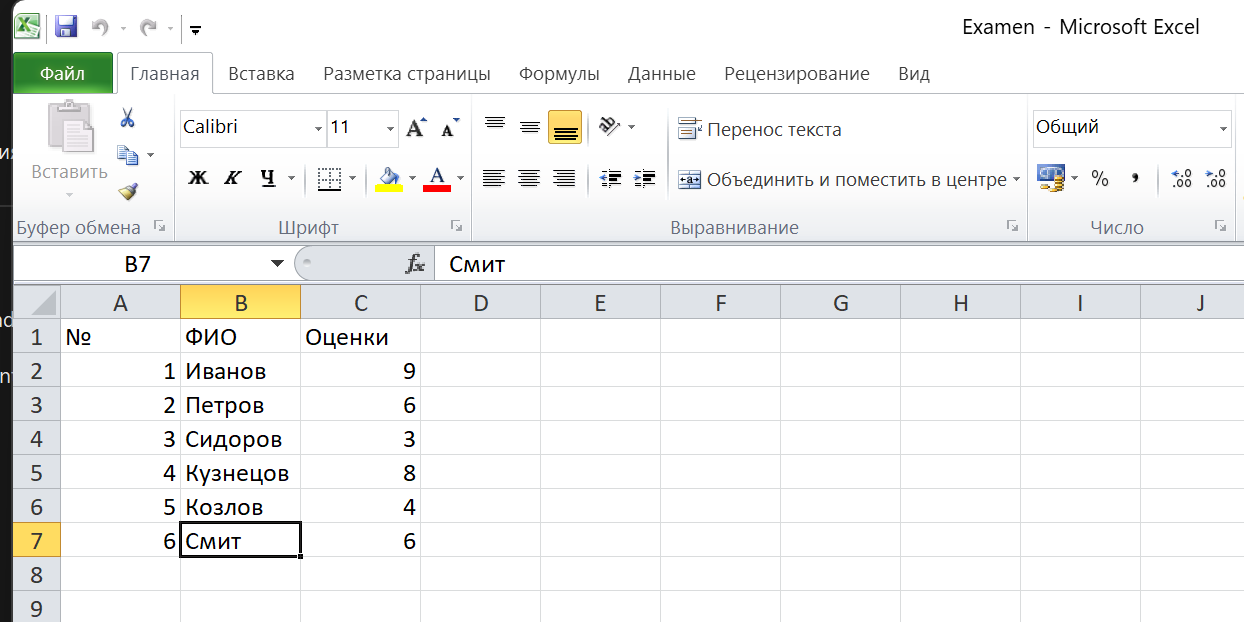 Examen - Microsoft Excel
Файл Главная Вставка Разметка страницы Формулы Данные Рецензирование Вид
Calibri 11 Перенос текста Общий
Вставить Ж К Ч Объединить и поместить в центре % ,00 ,00
Буфер обмена Шрифт Выравнивание Число
B7 fx Смит
A B C D E F G H I J
1 № ФИО Оценки
2 1 Иванов 9
3 2 Петров 6
4 3 Сидоров 3
5 4 Кузнецов 8
6 5 Козлов 4
7 6 Смит 6
8
9